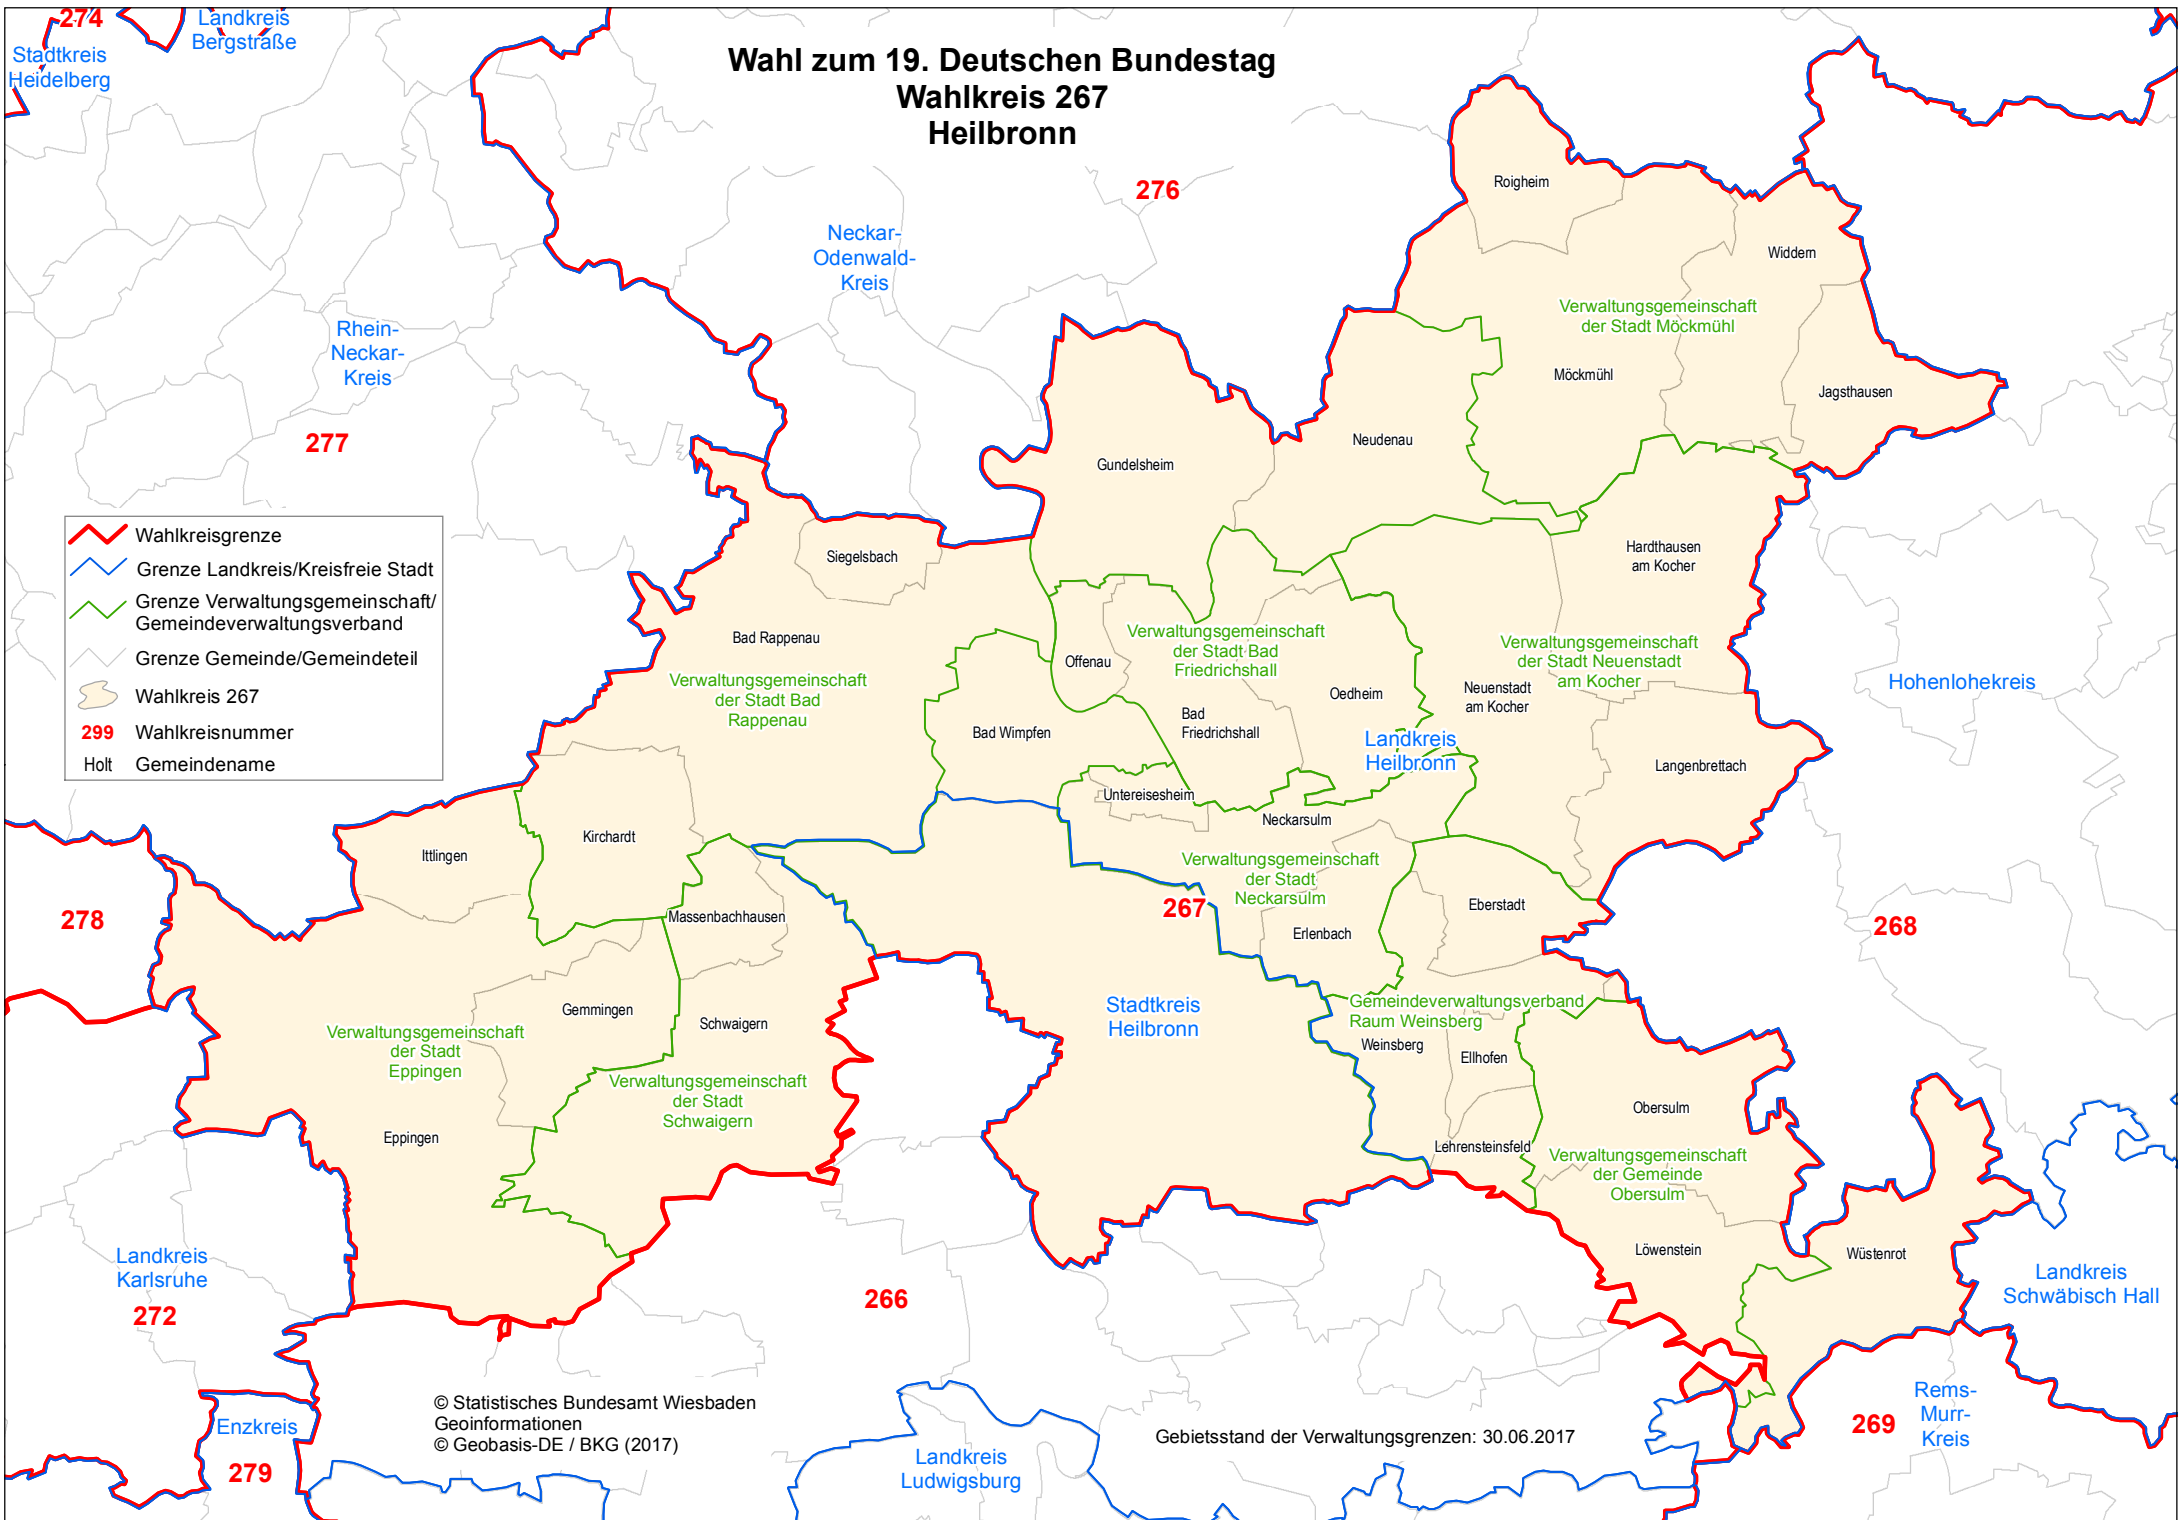 Wahl zum 19. Deutschen Bundestag
Wahlkreis 267
Heilbronn
274
Landkreis
Bergstraße
Stadtkreis
Heidelberg
276
Neckar-
Odenwald-
Kreis
Rhein-
Neckar-
Kreis
277
Roigheim
Widdern
Verwaltungsgemeinschaft
der Stadt Möckmühl
Möckmühl
Jagsthausen
Neudenau
Gundelsheim
Wahlkreisgrenze
Grenze Landkreis/Kreisfreie Stadt
Grenze Verwaltungsgemeinschaft/
Gemeindeverwaltungsverband
Grenze Gemeinde/Gemeindeteil
Wahlkreis 267
299 Wahlkreisnummer
Holt Gemeindename
Siegelsbach
Hardthausen
am Kocher
Bad Rappenau
Verwaltungsgemeinschaft
der Stadt Bad
Rappenau
Offenau
Verwaltungsgemeinschaft
der Stadt Bad
Friedrichshall
Verwaltungsgemeinschaft
der Stadt Neuenstadt
am Kocher
Neuenstadt
am Kocher
Oedheim
Bad
Friedrichshall
Bad Wimpfen
Landkreis
Heilbronn
Langenbrettach
Hohenlohekreis
Untereisesheim
Neckarsulm
Kirchardt
Ittlingen
Verwaltungsgemeinschaft
der Stadt
Neckarsulm
Massenbachhausen
267
Erlenbach
Eberstadt
278
268
Gemmingen
Schwaigern
Stadtkreis
Heilbronn
Gemeindeverwaltungsverband
Raum Weinsberg
Weinsberg
Ellhofen
Verwaltungsgemeinschaft
der Stadt
Eppingen
Verwaltungsgemeinschaft
der Stadt
Schwaigern
Eppingen
Obersulm
Lehrensteinsfeld
Verwaltungsgemeinschaft
der Gemeinde
Obersulm
Löwenstein
Wüstenrot
Landkreis
Karlsruhe
272
266
Landkreis
Schwäbisch Hall
Enzkreis
279
© Statistisches Bundesamt Wiesbaden
Geoinformationen
© Geobasis-DE / BKG (2017)
Landkreis
Ludwigsburg
Gebietsstand der Verwaltungsgrenzen: 30.06.2017
269
Rems-
Murr-
Kreis